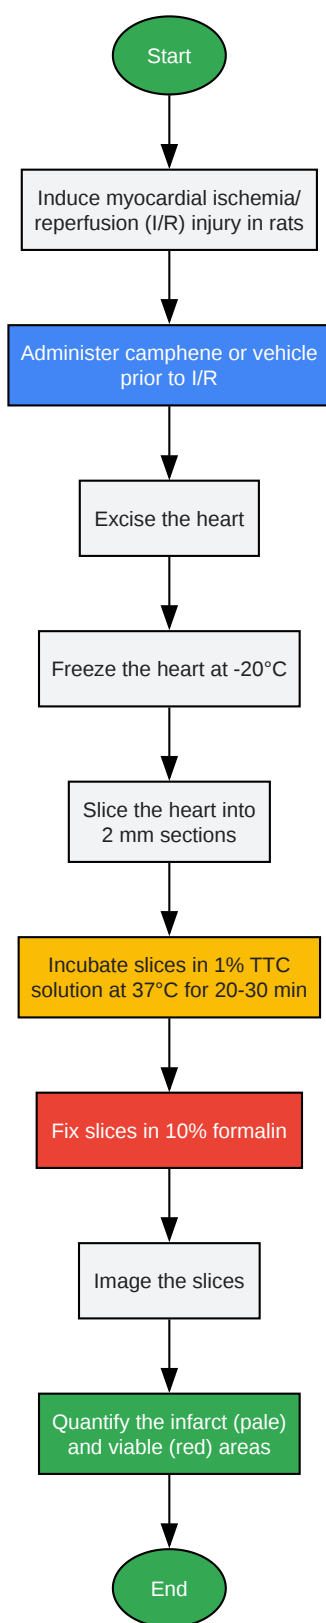 Start
Induce myocardial ischemia/
reperfusion (I/R) injury in rats
Administer camphene or vehicle
prior to I/R
Excise the heart
Freeze the heart at -20°C
Slice the heart into
2 mm sections
Incubate slices in 1% TTC
solution at 37°C for 20-30 min
Fix slices in 10% formalin
Image the slices
Quantify the infarct (pale)
and viable (red) areas
End